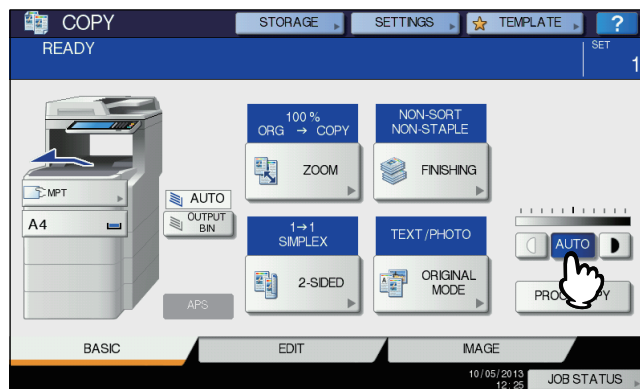 COPY
STORAGE
SETTINGS
TEMPLATE
?
READY
SET
1
100 %
ORG → COPY
NON-SORT
NON-STAPLE
ZOOM
FINISHING
MPT
AUTO
A4
OUTPUT
BIN
1→1
SIMPLEX
TEXT/PHOTO
AUTO
2-SIDED
ORIGINAL
MODE
APS
BASIC
EDIT
IMAGE
10/05/2013
12:25
JOB STATUS